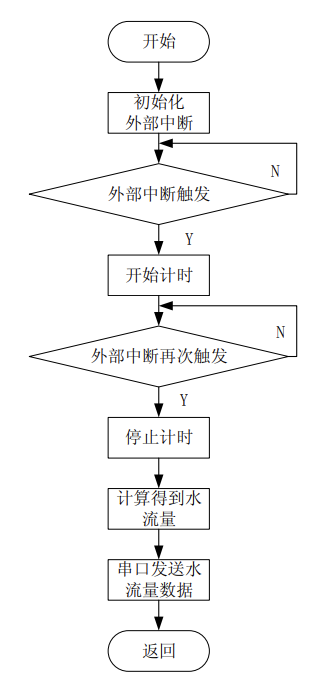 开始
初始化
外部中断
N
外部中断触发
Y
开始计时
N
外部中断再次触发
Y
停止计时
计算得到水
流量
串口发送水
流量数据
返回